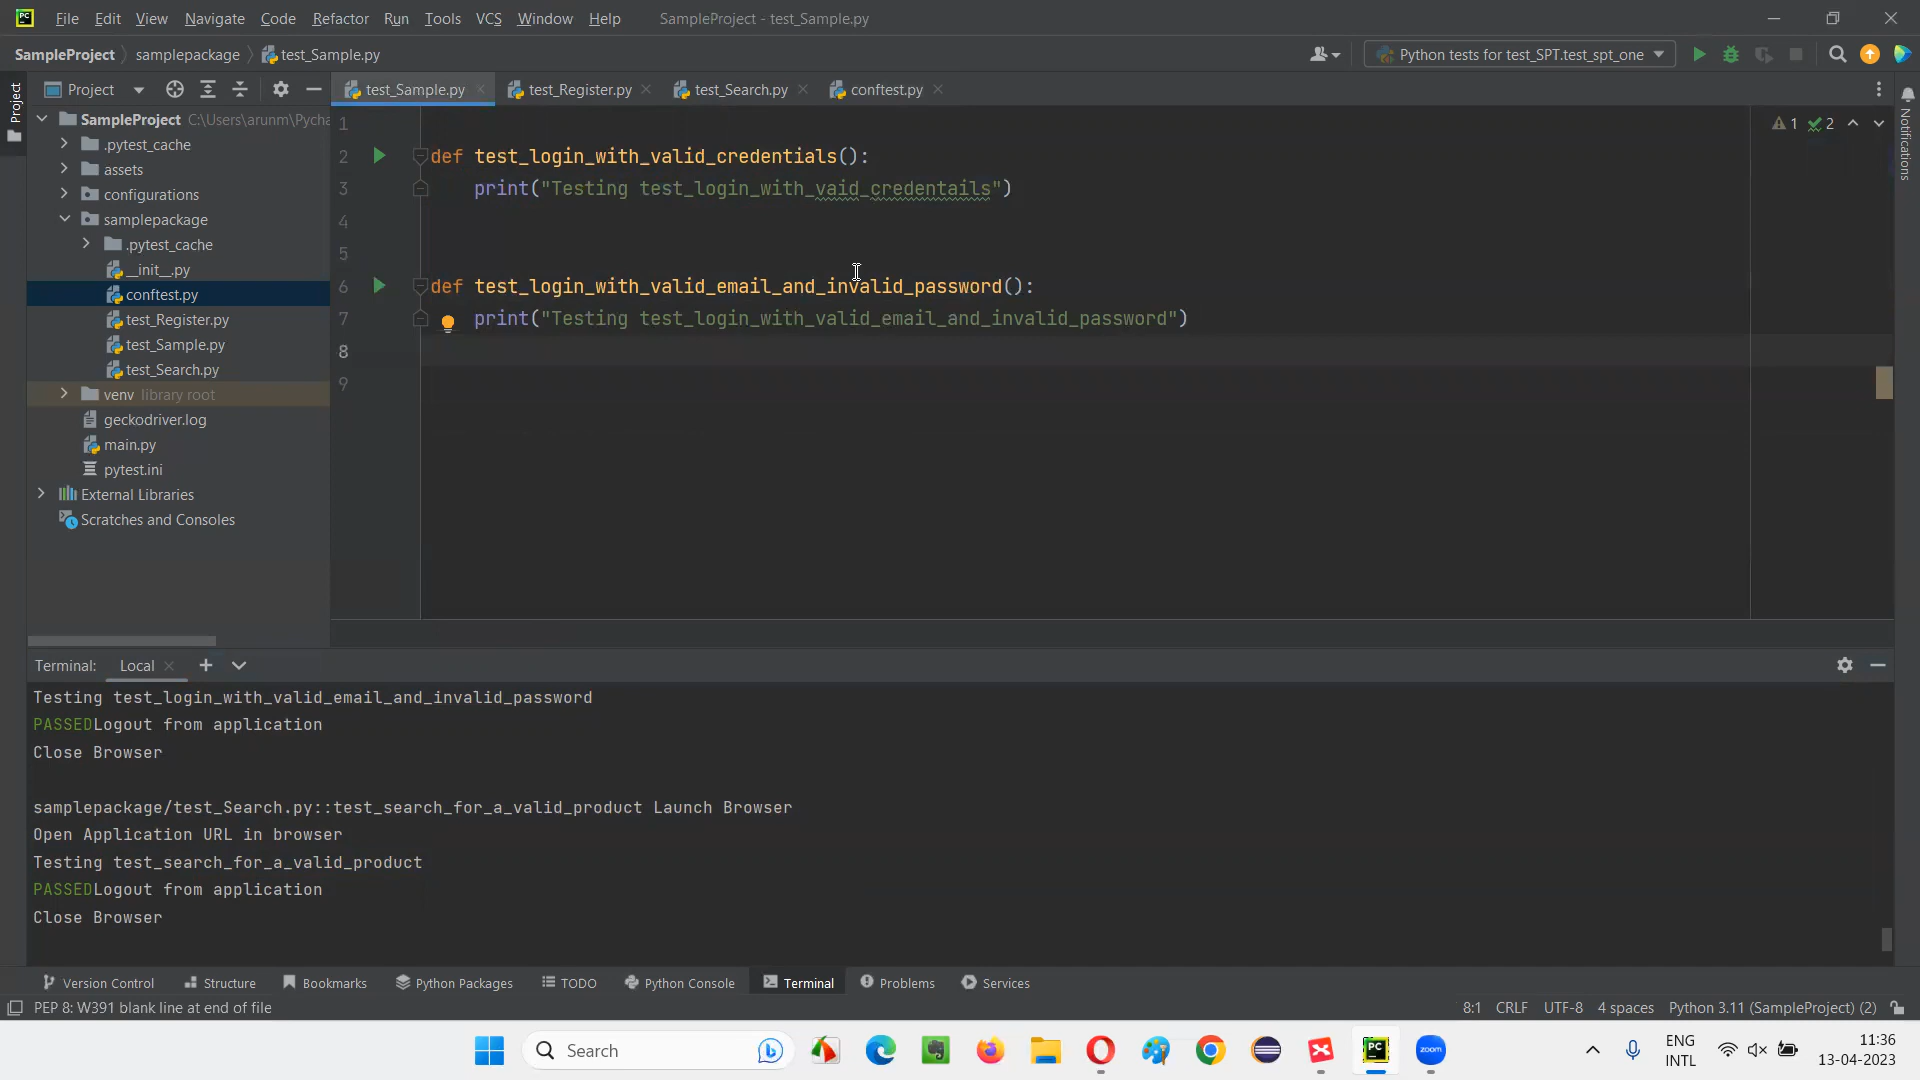 File Edit View Navigate Code Refactor Run Tools VCS Window Help SampleProject - test_Sample.py
SampleProject samplepackage test_Sample.py Python tests for test_SPT.test_spt_one
Project test_Sample.py test_Register.py test_Search.py conftest.py
Project
Notifications
SampleProject C:\Users\arunm\Pycha
.pytest_cache
assets
configurations
samplepackage
.pytest_cache
__init__.py
conftest.py
test_Register.py
test_Sample.py
test_Search.py
venv library root
geckodriver.log
main.py
pytest.ini
External Libraries
Scratches and Consoles
1
2 def test_login_with_valid_credentials():
3 print("Testing test_login_with_vaid_credentails")
4
5
6 def test_login_with_valid_email_and_invalid_password():
7 print("Testing test_login_with_valid_email_and_invalid_password")
8
9
1 2
Terminal: Local
Testing test_login_with_valid_email_and_invalid_password
PASSEDLogout from application
Close Browser
samplepackage/test_Search.py::test_search_for_a_valid_product Launch Browser
Open Application URL in browser
Testing test_search_for_a_valid_product
PASSEDLogout from application
Close Browser
Version Control Structure Bookmarks Python Packages TODO Python Console Terminal Problems Services
PEP 8: W391 blank line at end of file 8:1 CRLF UTF-8 4 spaces Python 3.11 (SampleProject) (2)
Search
PC
zoom
ENG
INTL
11:36
13-04-2023